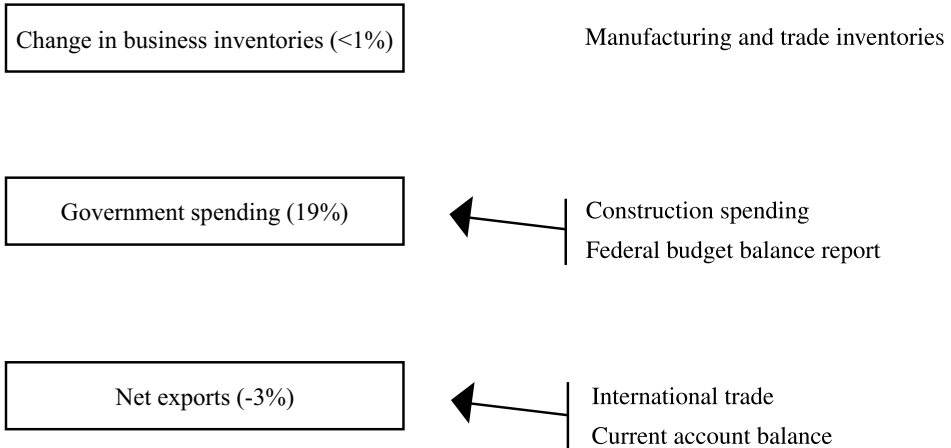 Change in business inventories (<1%)
Manufacturing and trade inventories
Government spending (19%)
Construction spending
Federal budget balance report
Net exports (-3%)
International trade
Current account balance